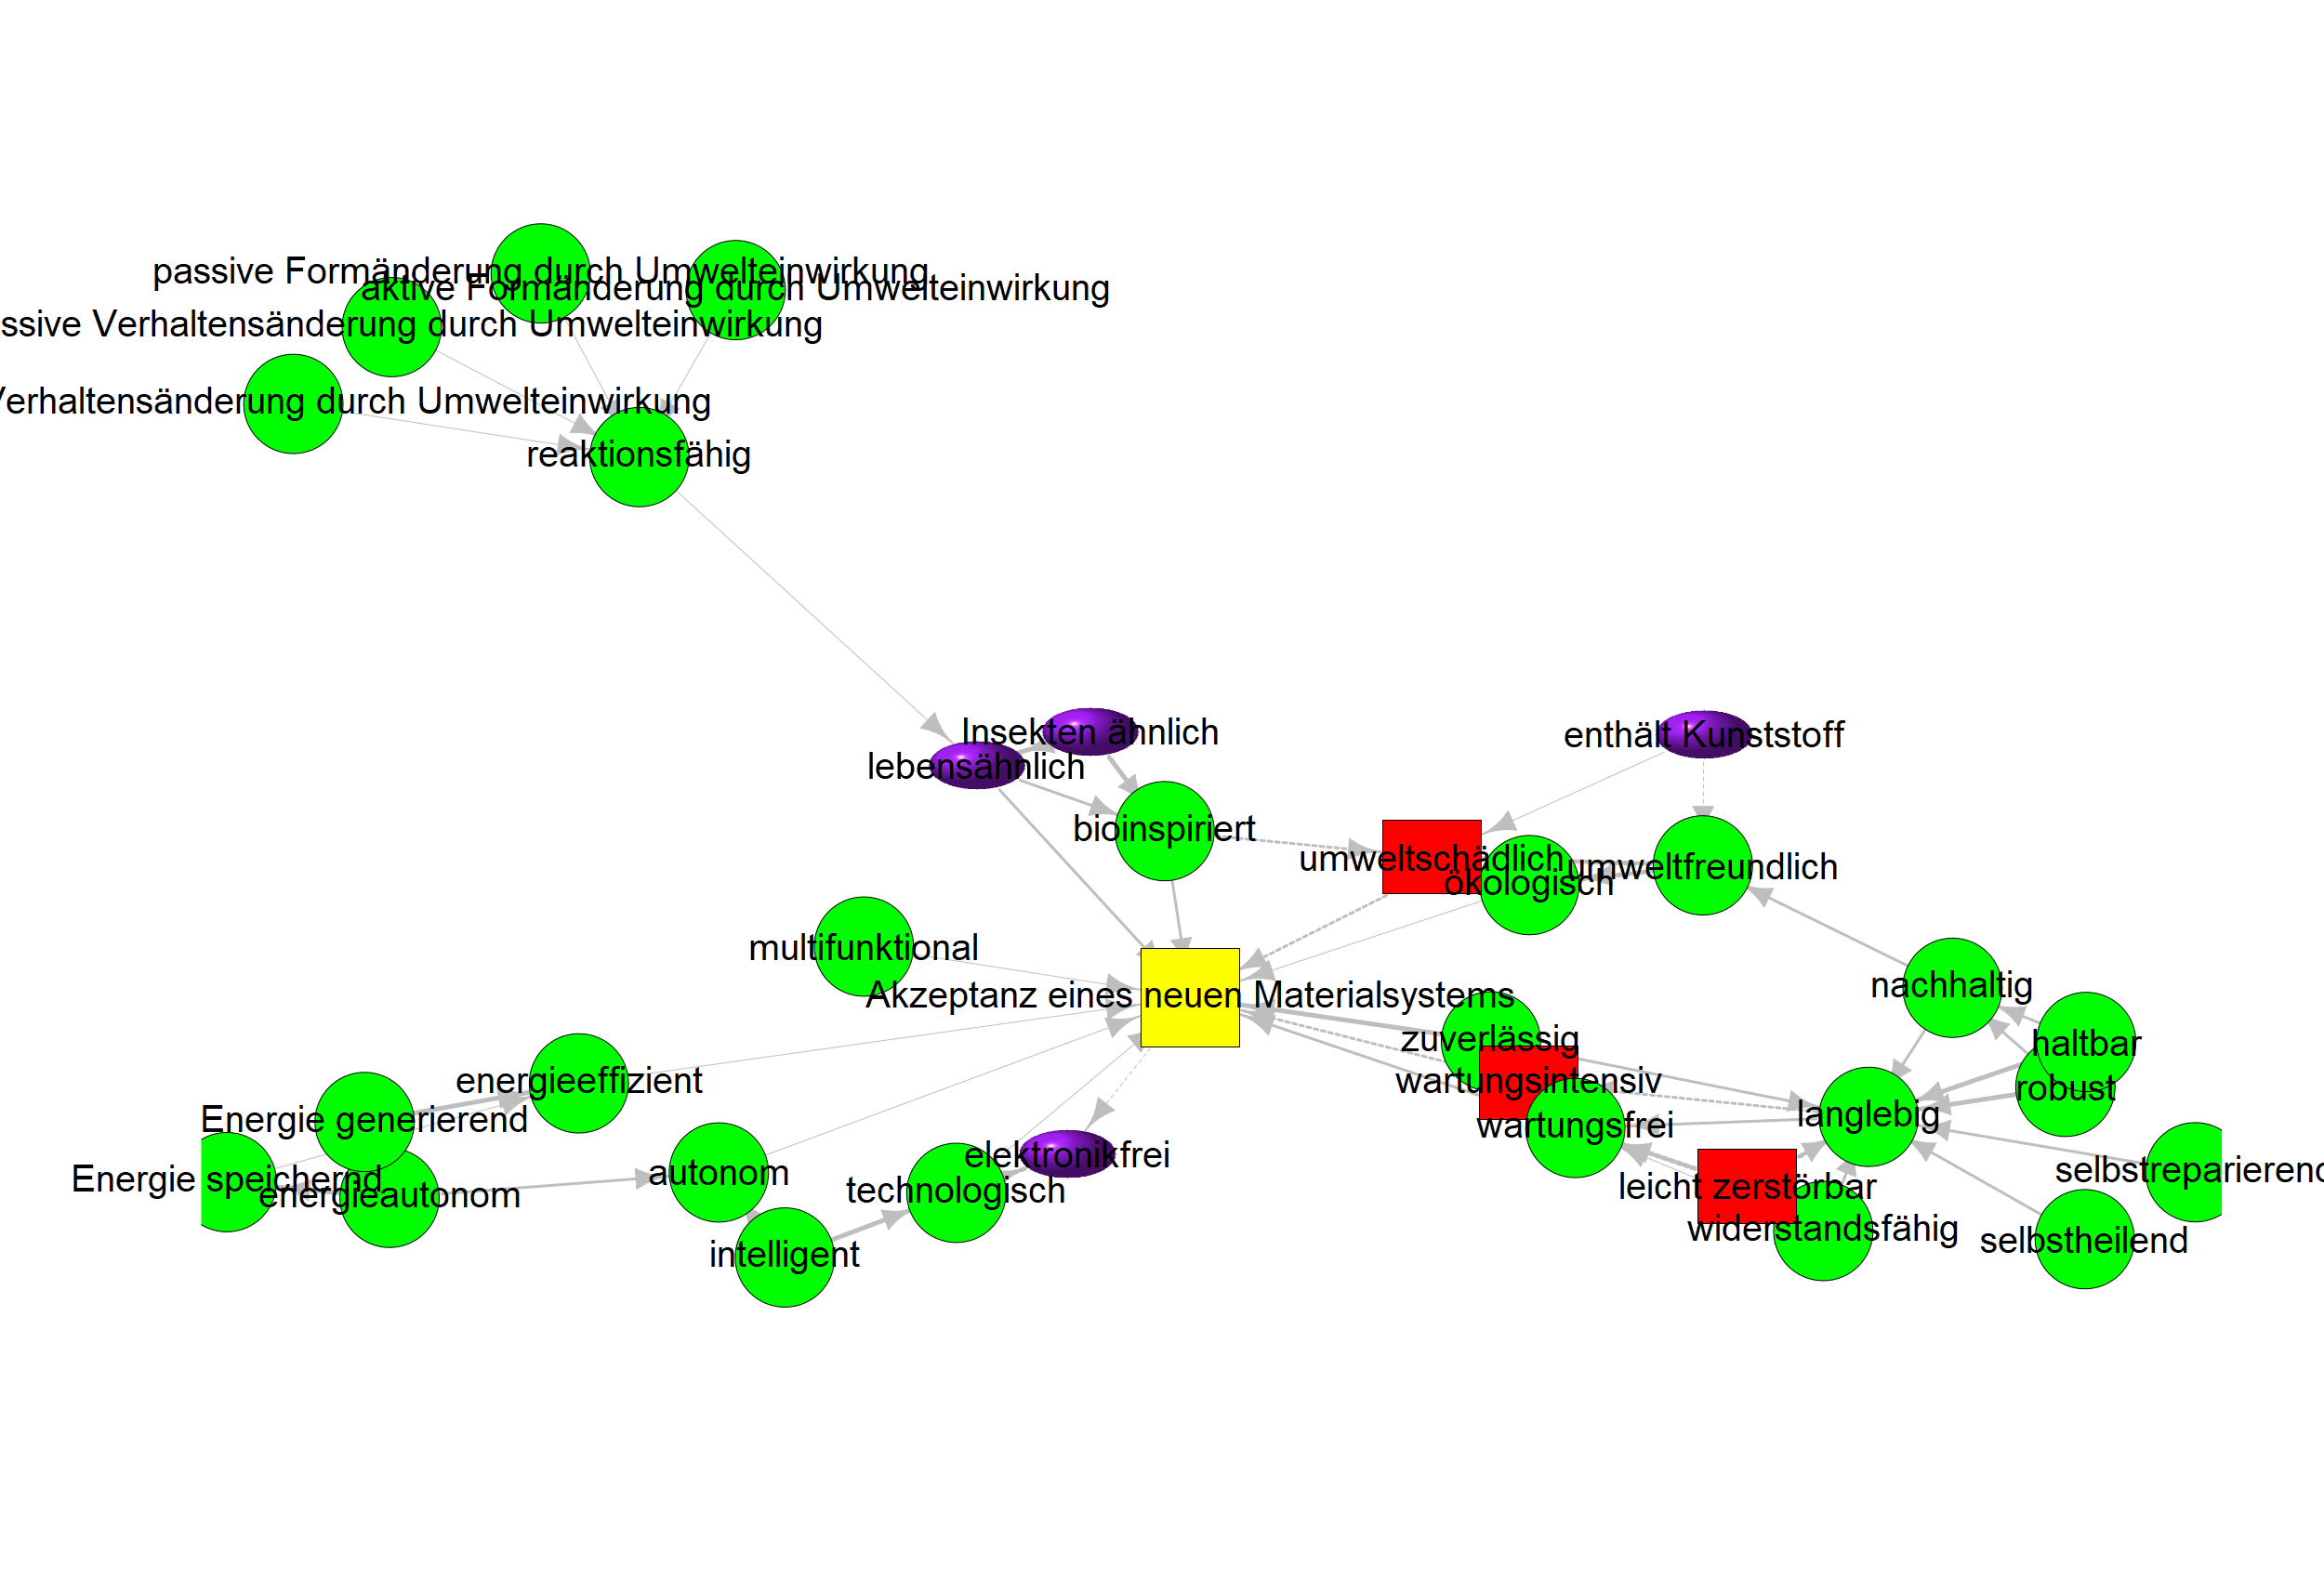 passive Formänderung durch Umwelteinwirkung
aktive Formänderung durch Umwelteinwirkung
ssive Verhaltensänderung durch Umwelteinwirkung
Verhaltensänderung durch Umwelteinwirkung
reaktionsfähig
Insekten ähnlich
enthält Kunststoff
lebensähnlich
bioinspiriert
umweltschädlich
umweltfreundlich
ökologisch
multifunktional
nachhaltig
Akzeptanz eines neuen Materialsystems
zuverlässig
haltbar
energieeffizient
wartungsintensiv
robust
Energie generierend
langlebig
wartungsfrei
elektronikfrei
autonom
selbstreparierend
Energie speichernd
technologisch
leicht zerstörbar
energieautonom
widerstandsfähig
selbstheilend
intelligent